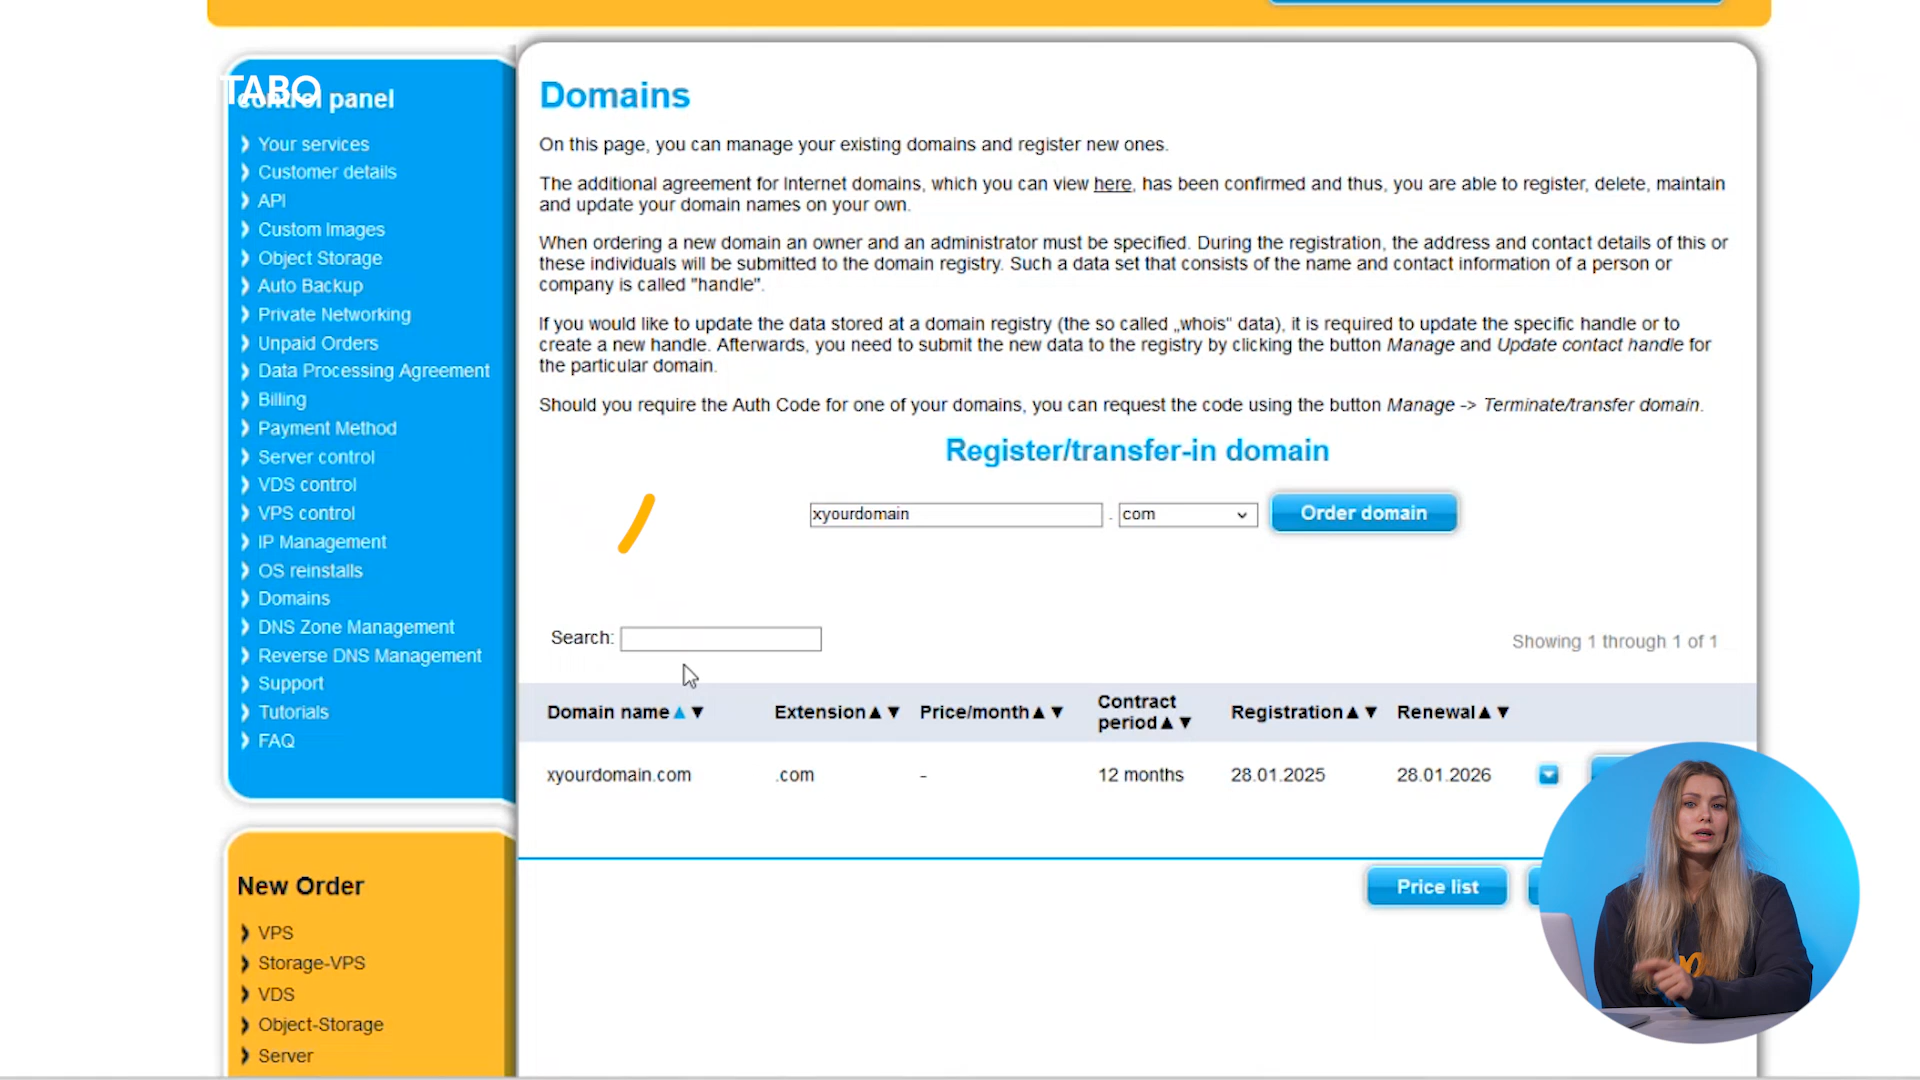 TABO
control panel
Your services
Customer details
API
Custom Images
Object Storage
Auto Backup
Private Networking
Unpaid Orders
Data Processing Agreement
Billing
Payment Method
Server control
VDS control
VPS control
IP Management
OS reinstalls
Domains
DNS Zone Management
Reverse DNS Management
Support
Tutorials
FAQ
New Order
VPS
Storage-VPS
VDS
Object-Storage
Server
Domains
On this page, you can manage your existing domains and register new ones.
The additional agreement for Internet domains, which you can view here, has been confirmed and thus, you are able to register, delete, maintain
and update your domain names on your own.
When ordering a new domain an owner and an administrator must be specified. During the registration, the address and contact details of this or
these individuals will be submitted to the domain registry. Such a data set that consists of the name and contact information of a person or
company is called "handle".
If you would like to update the data stored at a domain registry (the so called „whois" data), it is required to update the specific handle or to
create a new handle. Afterwards, you need to submit the new data to the registry by clicking the button Manage and Update contact handle for
the particular domain.
Should you require the Auth Code for one of your domains, you can request the code using the button Manage -> Terminate/transfer domain.
Register/transfer-in domain
xyourdomain . com Order domain
Search:
Showing 1 through 1 of 1
Domain name▲▼ Extension▲▼ Price/month▲▼ Contract period▲▼ Registration▲▼ Renewal▲▼
xyourdomain.com .com - 12 months 28.01.2025 28.01.2026
Price list